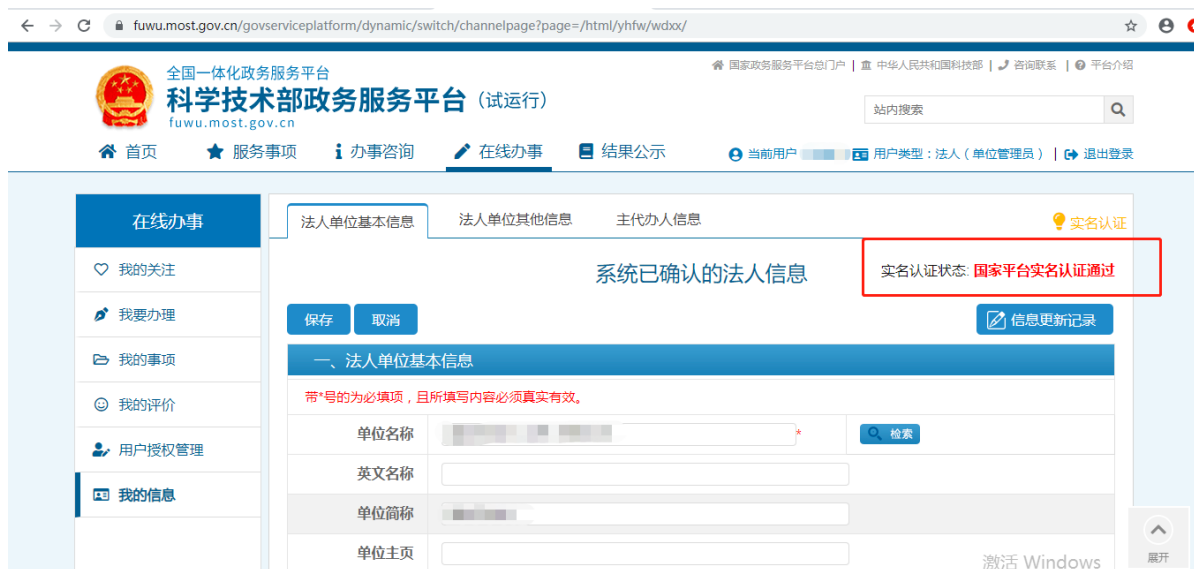 fuwu.most.gov.cn/govserviceplatform/dynamic/switch/channelpage?page=/html/yhfw/wdxx/
国家政务服务平台总门户 | 中华人民共和国科技部 | 咨询联系 | 平台介绍
全国一体化政务服务平台
科学技术部政务服务平台（试运行）
fuwu.most.gov.cn
站内搜索
首页 服务事项 办事咨询 在线办事 结果公示 当前用户 用户类型：法人（单位管理员） | 退出登录
在线办事
我的关注
我要办理
我的事项
我的评价
用户授权管理
我的信息
法人单位基本信息 法人单位其他信息 主代办人信息 实名认证
系统已确认的法人信息 实名认证状态: 国家平台实名认证通过
保存 取消 信息更新记录
一、法人单位基本信息
带*号的为必填项，且所填写内容必须真实有效。
单位名称 * 检索
英文名称
单位简称
单位主页
激活 Windows
展开